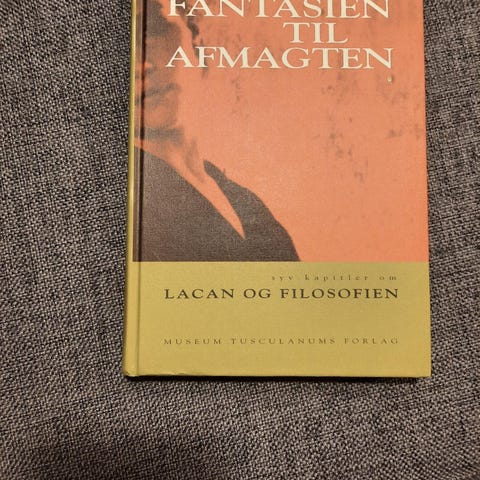 FANTASIEN
TIL
AFMAGTEN
syv kapitler om
LACAN OG FILOSOFIEN
MUSEUM TUSCULANUMS FORLAG